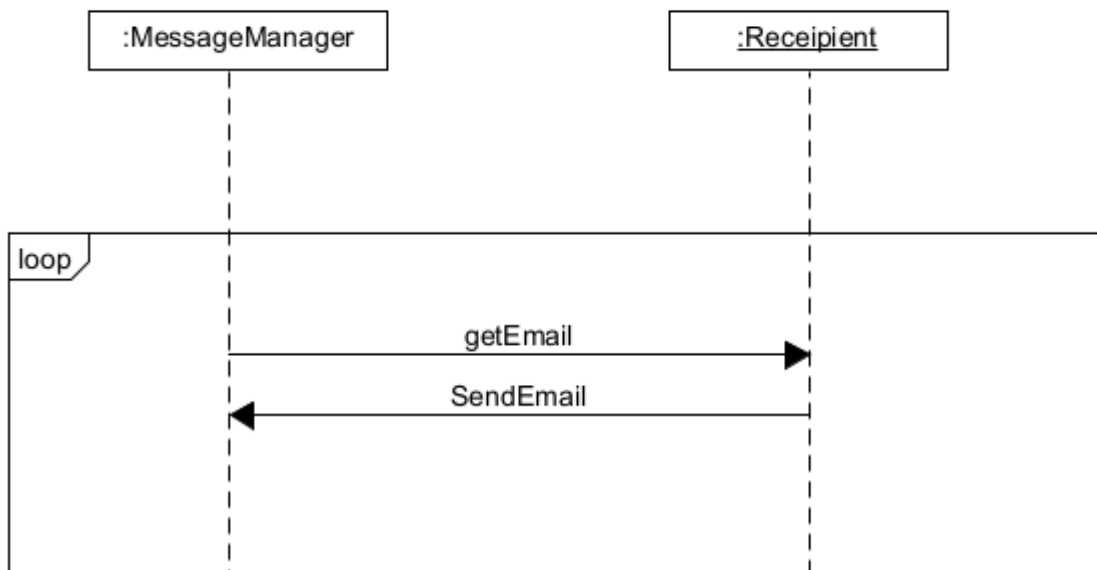 :MessageManager
:Receipient
loop
getEmail
SendEmail